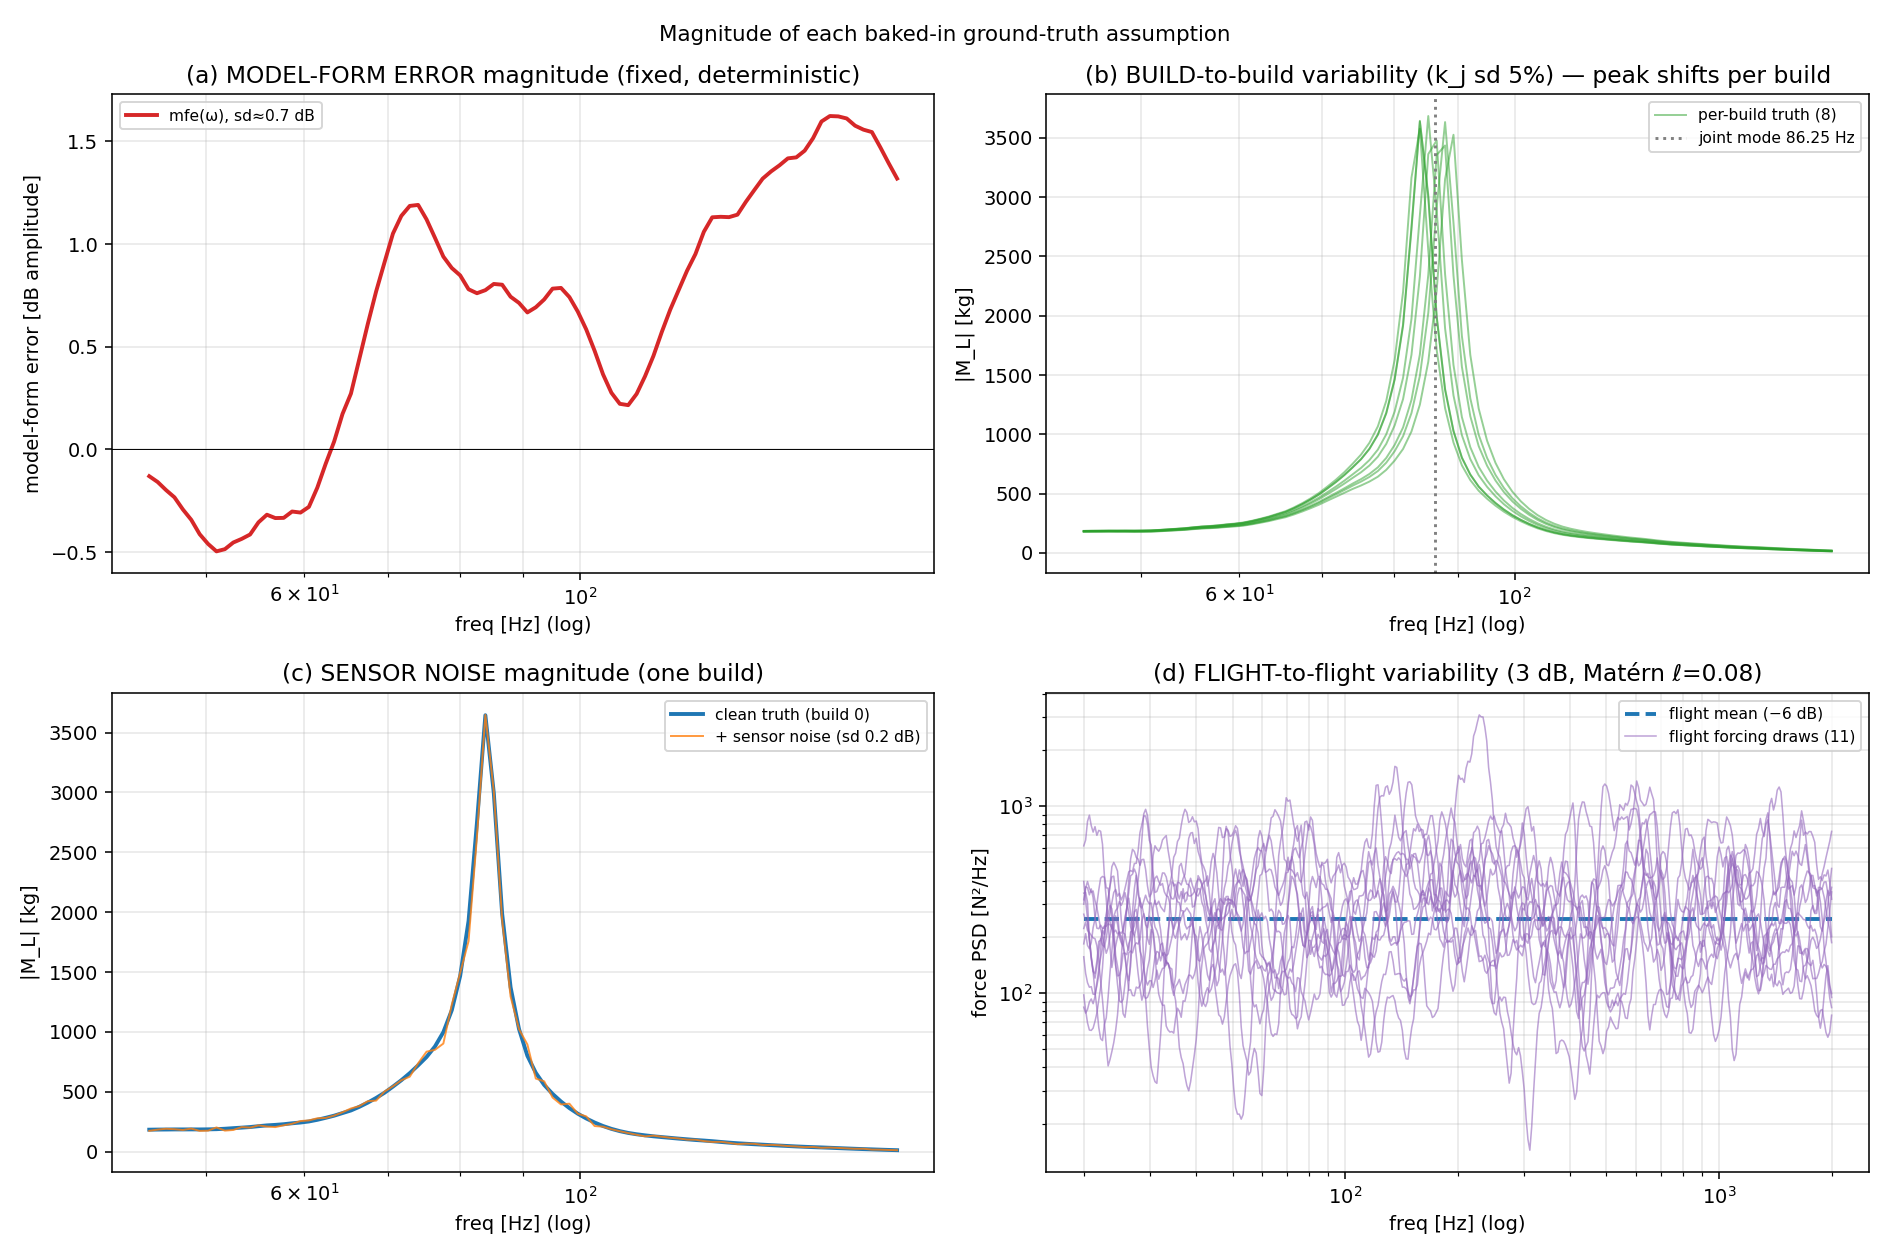 Magnitude of each baked-in ground-truth assumption
(a) MODEL-FORM ERROR magnitude (fixed, deterministic)
mfe(ω), sd≈0.7 dB
model-form error [dB amplitude]
1.5
1.0
0.5
0.0
−0.5
6 × 10¹
10²
freq [Hz] (log)
(b) BUILD-to-build variability (k_j sd 5%) — peak shifts per build
per-build truth (8)
joint mode 86.25 Hz
|M_L| [kg]
3500
3000
2500
2000
1500
1000
500
0
6 × 10¹
10²
freq [Hz] (log)
(c) SENSOR NOISE magnitude (one build)
clean truth (build 0)
+ sensor noise (sd 0.2 dB)
|M_L| [kg]
3500
3000
2500
2000
1500
1000
500
0
6 × 10¹
10²
freq [Hz] (log)
(d) FLIGHT-to-flight variability (3 dB, Matérn ℓ=0.08)
flight mean (−6 dB)
flight forcing draws (11)
force PSD [N²/Hz]
10³
10²
10²
10³
freq [Hz] (log)